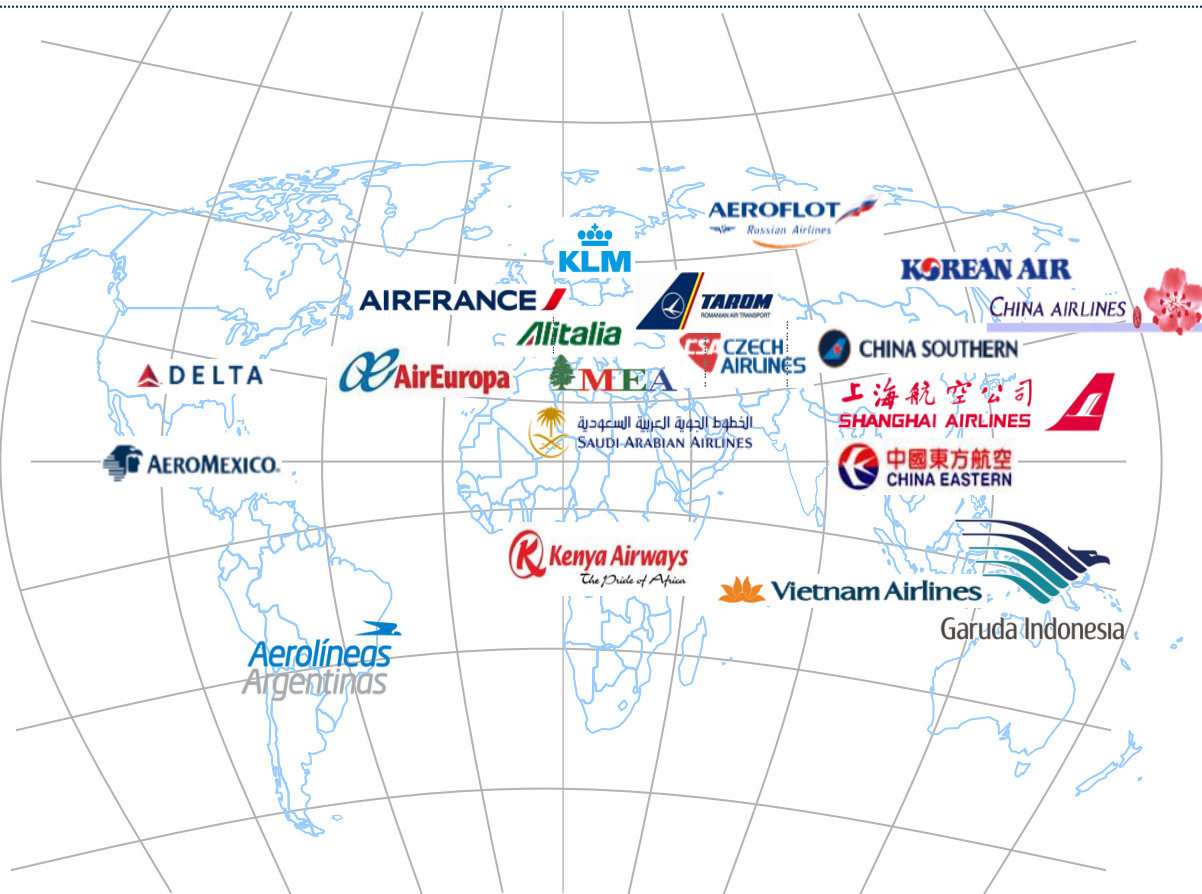 AEROFLOT
Russian Airlines
KLM
KOREAN AIR
AIRFRANCE
TAROM
ROMANIAN AIR TRANSPORT
CHINA AIRLINES
Alitalia
CSA CZECH
AIRLINES
CHINA SOUTHERN
DELTA
AirEuropa
MEA
上海航空公司
SHANGHAI AIRLINES
الخطوط الجوية العربية السعودية
SAUDI ARABIAN AIRLINES
AEROMEXICO.
中國東方航空
CHINA EASTERN
Kenya Airways
The Pride of Africa
Vietnam Airlines
Garuda Indonesia
Aerolíneas
Argentinas